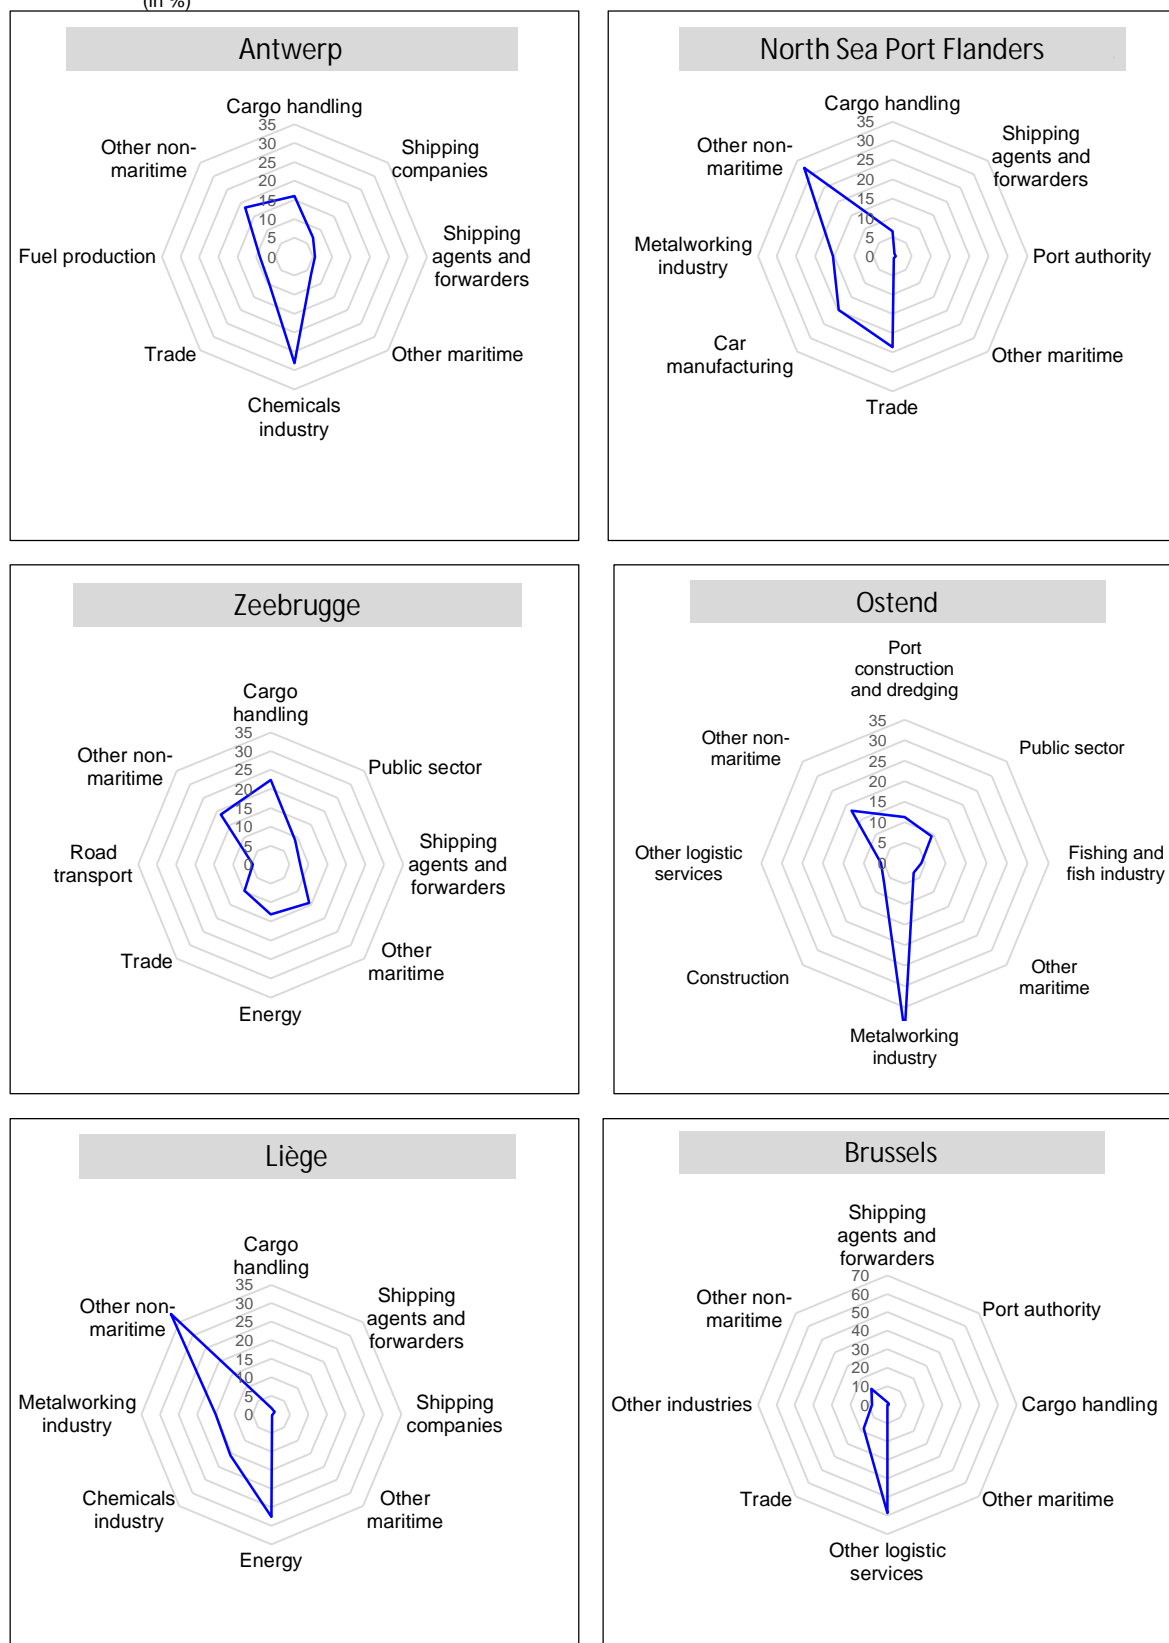 (in %)
Antwerp
Cargo handling
35
30
25
20
15
10
5
0
Shipping
companies
Shipping
agents and
forwarders
Other maritime
Chemicals
industry
Trade
Fuel production
Other non-
maritime
North Sea Port Flanders
Cargo handling
35
30
25
20
15
10
5
0
Shipping
agents and
forwarders
Port authority
Other maritime
Trade
Car
manufacturing
Metalworking
industry
Other non-
maritime
Zeebrugge
Cargo
handling
35
30
25
20
15
10
5
0
Public sector
Shipping
agents and
forwarders
Other
maritime
Energy
Trade
Road
transport
Other non-
maritime
Ostend
Port
construction
and dredging
35
30
25
20
15
10
5
0
Public sector
Fishing and
fish industry
Other
maritime
Metalworking
industry
Construction
Other logistic
services
Other non-
maritime
Liège
Cargo
handling
35
30
25
20
15
10
5
0
Shipping
agents and
forwarders
Shipping
companies
Other
maritime
Energy
Chemicals
industry
Metalworking
industry
Other non-
maritime
Brussels
Shipping
agents and
forwarders
70
60
50
40
30
20
10
0
Port authority
Cargo handling
Other maritime
Other logistic
services
Trade
Other industries
Other non-
maritime